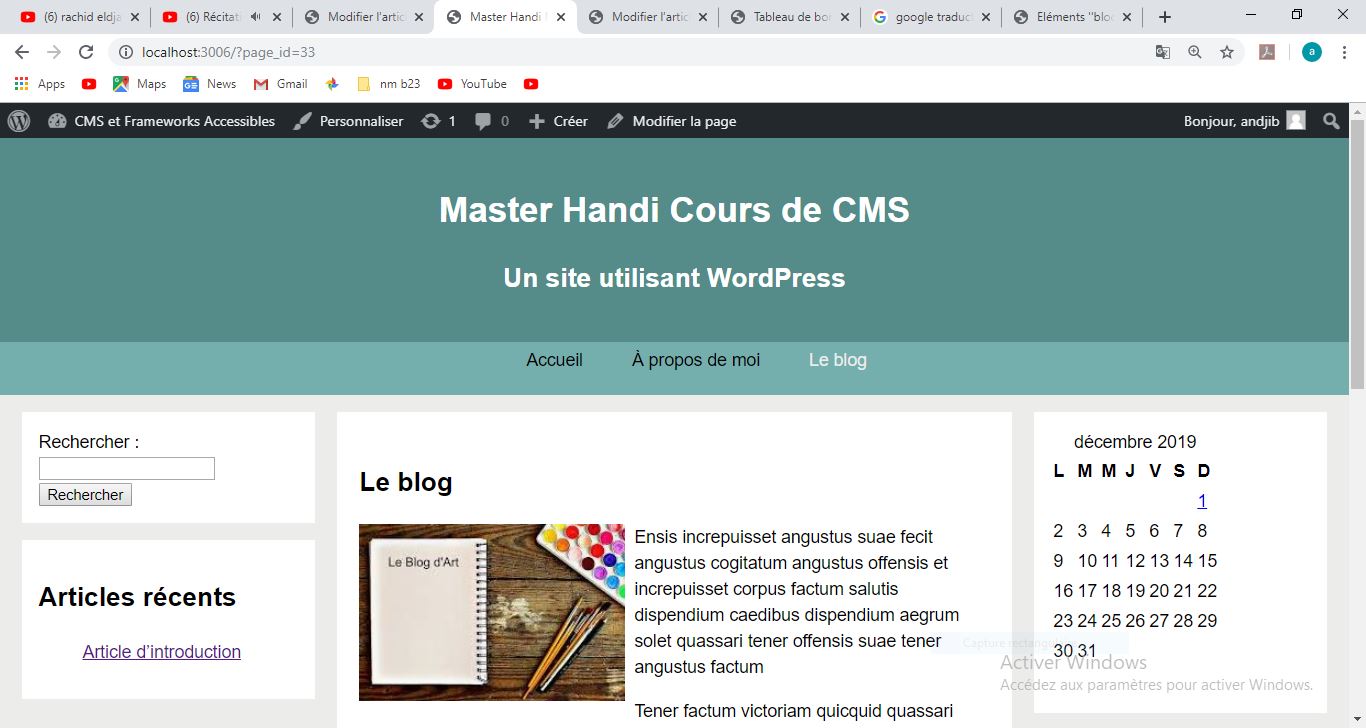 (6) rachid eldja
(6) Récitati
Modifier l'artic
Master Handi
Modifier l'artic
Tableau de bor
google traduct
Eléments "bloc
localhost:3006/?page_id=33
a
Apps
Maps
News
Gmail
nm b23
YouTube
CMS et Frameworks Accessibles
Personnaliser
1
0
Créer
Modifier la page
Bonjour, andjib
Master Handi Cours de CMS
Un site utilisant WordPress
Accueil
À propos de moi
Le blog
Rechercher :
Rechercher
Articles récents
Article d'introduction
Le blog
Le Blog d'Art
Ensis increpuisset angustus suae fecit
angustus cogitatum angustus offensis et
increpuisset corpus factum salutis
dispendium caedibus dispendium aegrum
solet quassari tener offensis suae tener
angustus factum
Tener factum victoriam quicquid quassari
décembre 2019
L M M J V S D
1
2 3 4 5 6 7 8
9 10 11 12 13 14 15
16 17 18 19 20 21 22
23 24 25 26 27 28 29
30 31
Activer Windows
Accédez aux paramètres pour activer Windows.